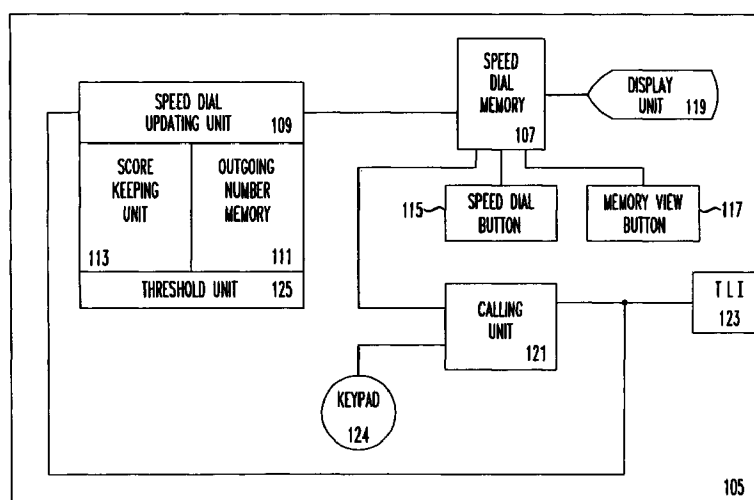 SPEED DIAL
UPDATING UNIT
109
SCORE
KEEPING
UNIT
113
OUTGOING
NUMBER
MEMORY
111
THRESHOLD UNIT
125
SPEED
DIAL
MEMORY
107
DISPLAY
UNIT
119
115
SPEED DIAL
BUTTON
MEMORY VIEW
BUTTON
117
CALLING
UNIT
121
TLI
123
KEYPAD
124
105